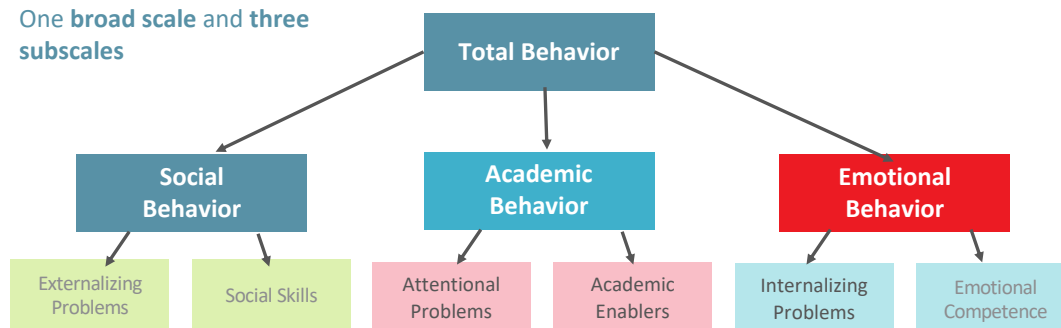 One broad scale and three
subscales
Total Behavior
Social
Behavior
Academic
Behavior
Emotional
Behavior
Externalizing
Problems
Social Skills
Attentional
Problems
Academic
Enablers
Internalizing
Problems
Emotional
Competence